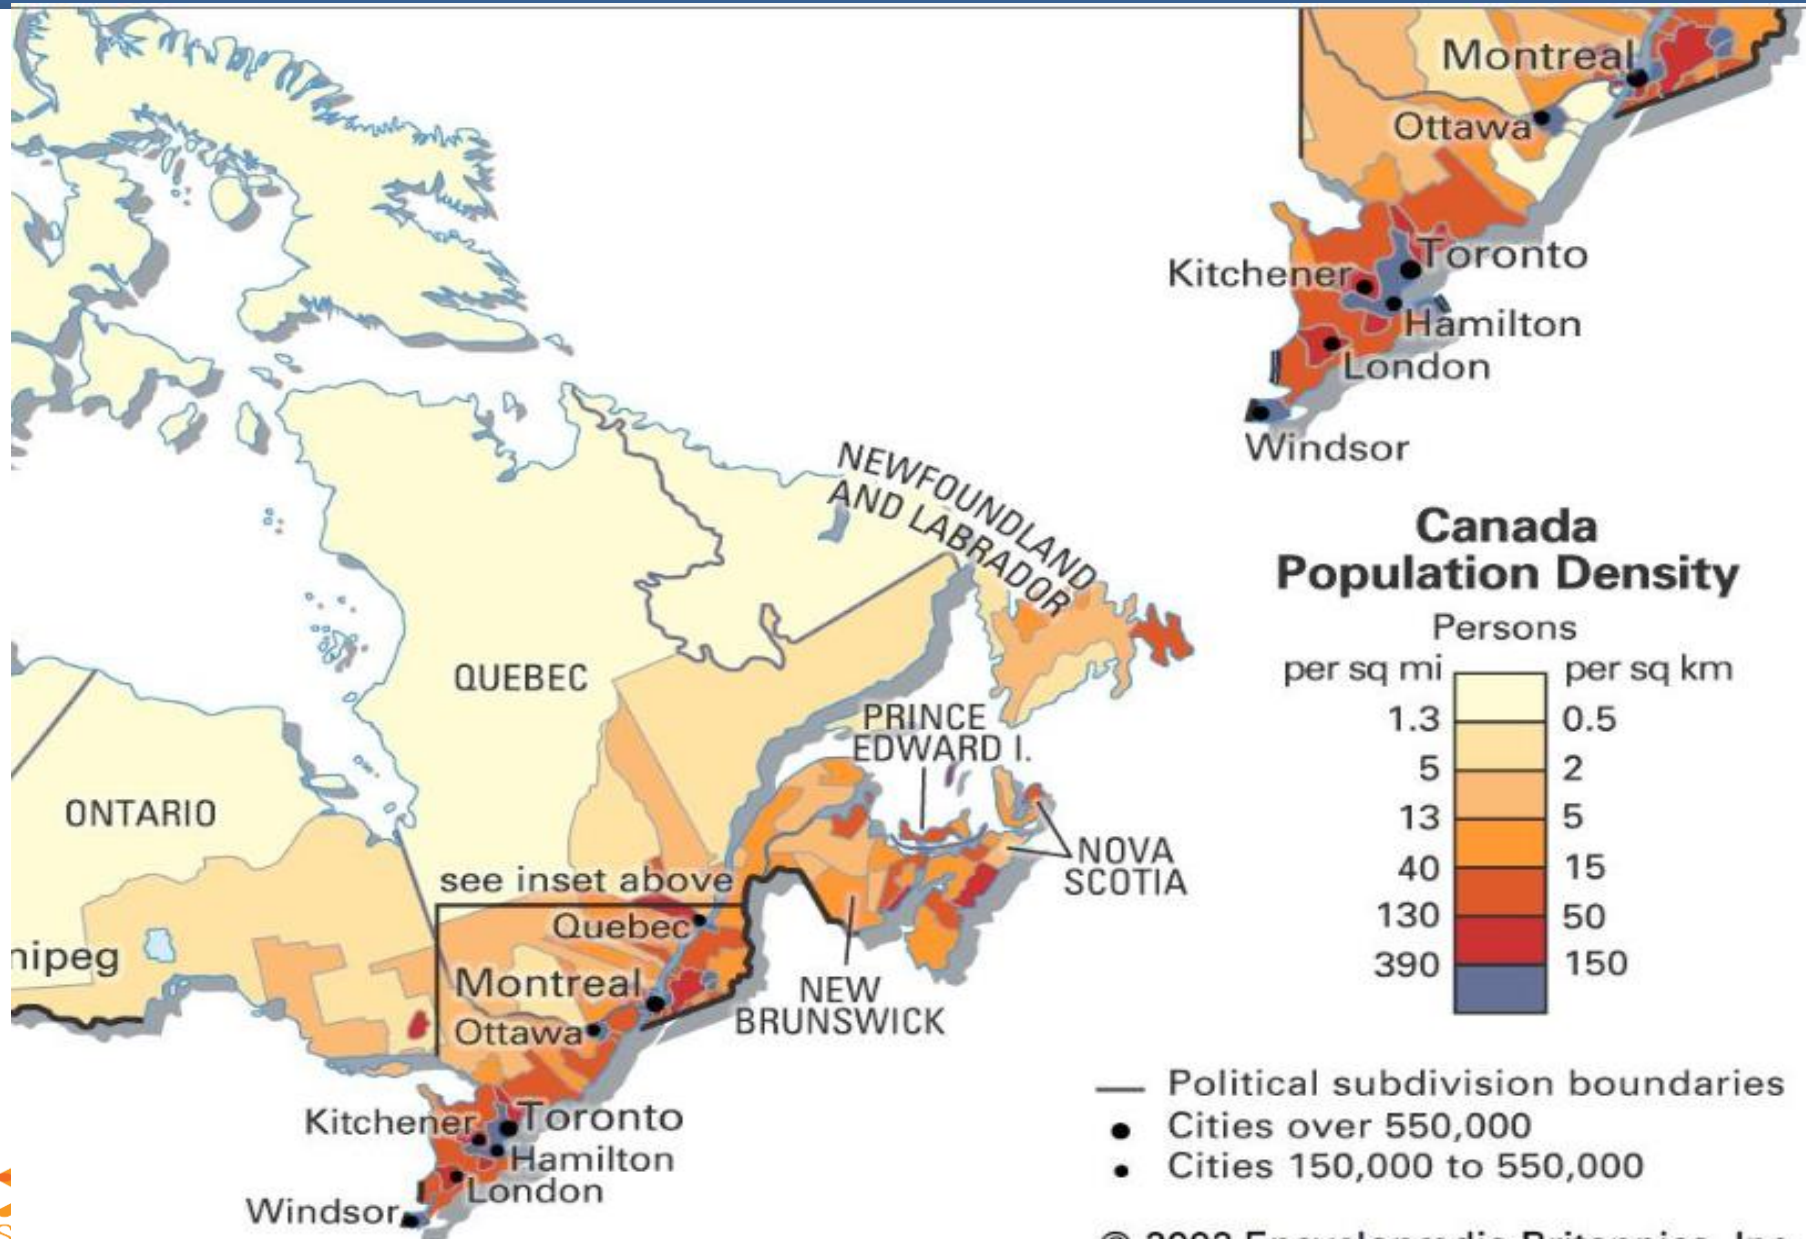 Montreal
Ottawa
Toronto
Kitchener
Hamilton
London
Windsor
NEWFOUNDLAND
AND LABRADOR
Canada
Population Density
Persons
per sq mi
per sq km
1.3
0.5
5
2
13
5
40
15
130
50
390
150
QUEBEC
PRINCE
EDWARD I.
ONTARIO
NOVA
SCOTIA
see inset above
Quebec
nipeg
Montreal
NEW
BRUNSWICK
Ottawa
Kitchener
Toronto
Hamilton
London
Windsor
Political subdivision boundaries
Cities over 550,000
Cities 150,000 to 550,000